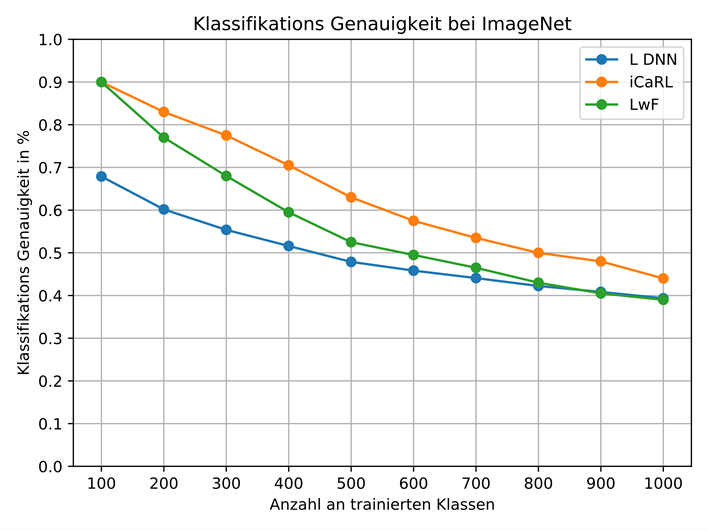 Klassifikations Genauigkeit bei ImageNet
L DNN
iCaRL
LwF
Klassifikations Genauigkeit in %
1.0
0.9
0.8
0.7
0.6
0.5
0.4
0.3
0.2
0.1
0.0
100 200 300 400 500 600 700 800 900 1000
Anzahl an trainierten Klassen